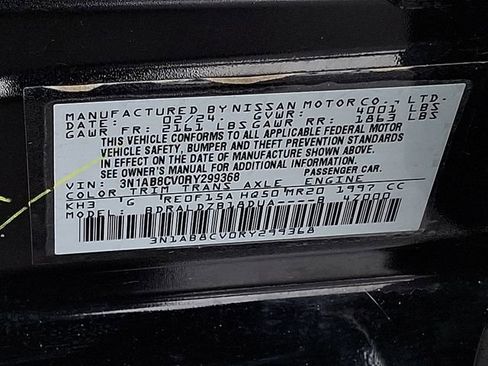 MANUFACTURED BY NISSAN MOTOR CO., LTD.
DATE: 02/24 GVWR: 4001 LBS
GAWR FR: 2161 LBS GAWR RR: 1863 LBS
THIS VEHICLE CONFORMS TO ALL APPLICABLE FEDERAL MOTOR
VEHICLE SAFETY, BUMPER, AND THEFT PREVENTION STANDARDS
IN EFFECT ON THE DATE OF MANUFACTURE SHOWN ABOVE.
SEE OWNER'S MANUAL FOR ADDITIONAL INFORMATION.
VIN: 3N1AB8CV0RY299368 PASSENGER CAR
COLOR TRIM TRANS AXLE ENGINE
KH3 G RE0F15A HQ50 MR20 1997 CC
BDRALDZB18DUA----B 47000
3N1AB8CV0RY299368